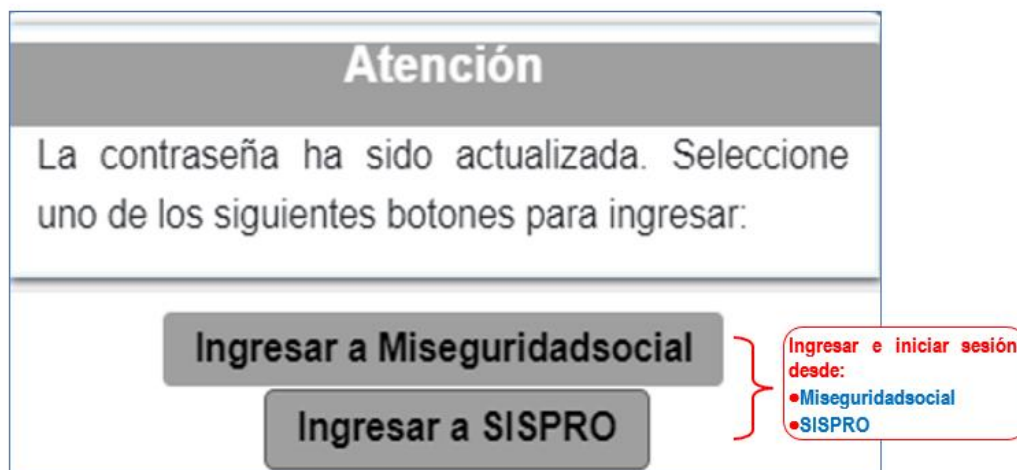 Atención
La contraseña ha sido actualizada. Seleccione
uno de los siguientes botones para ingresar:
Ingresar a Miseguridadsocial
Ingresar a SISPRO
Ingresar e iniciar sesión
desde:
●Miseguridadsocial
●SISPRO